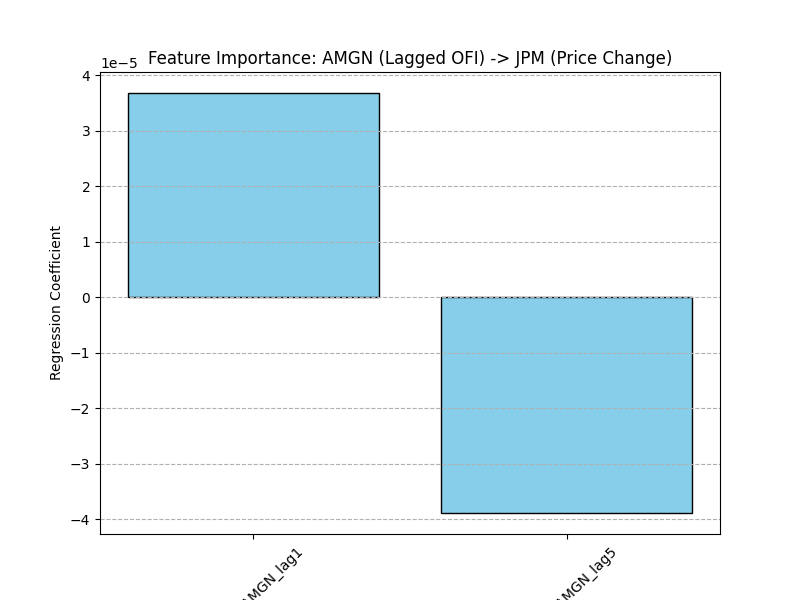 Feature Importance: AMGN (Lagged OFI) -> JPM (Price Change)
1e−5
4
3
2
1
0
−1
−2
−3
−4
Regression Coefficient
AMGN_lag1
AMGN_lag5